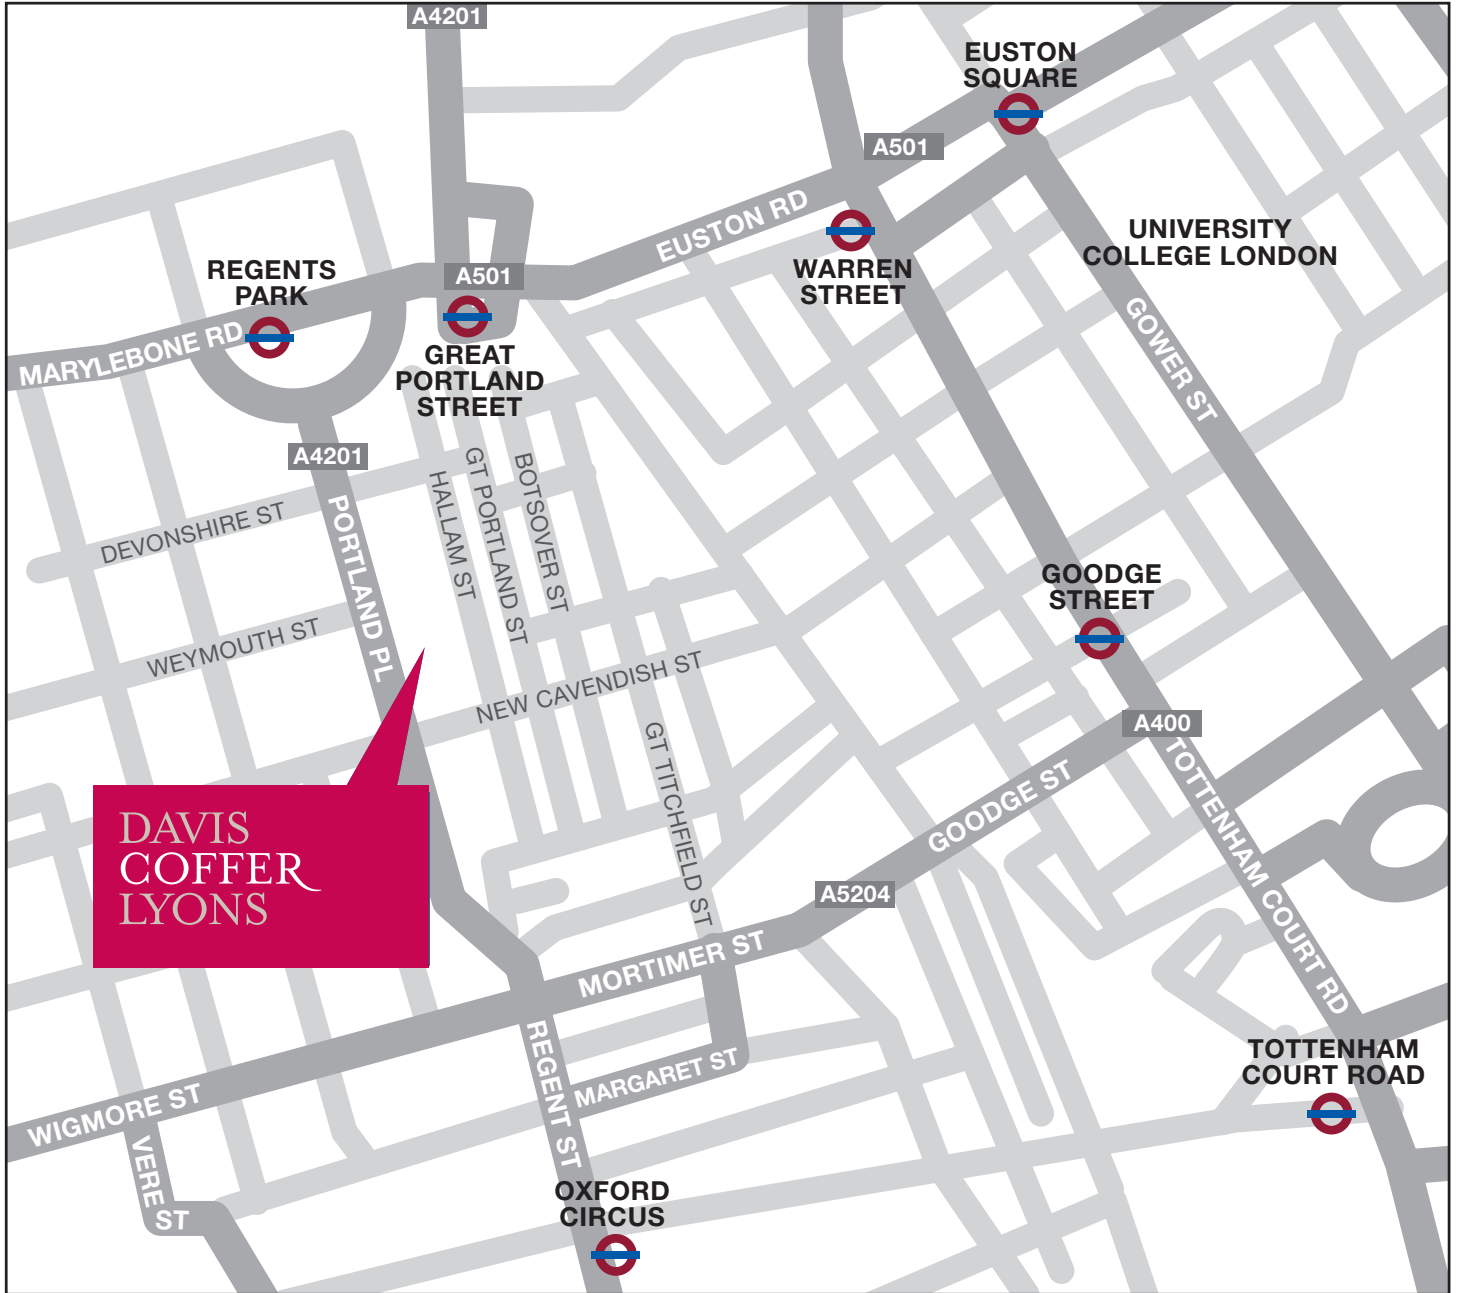 A4201
EUSTON
SQUARE
A501
EUSTON RD
UNIVERSITY
COLLEGE LONDON
WARREN
STREET
REGENTS
PARK
A501
MARYLEBONE RD
GREAT
PORTLAND
STREET
GOWER ST
A4201
PORTLAND PL
DEVONSHIRE ST
HALLAM ST
GT PORTLAND ST
BOTSOVER ST
WEYMOUTH ST
GOODGE
STREET
NEW CAVENDISH ST
GT TITCHFIELD ST
A400
GOODGE ST
TOTTENHAM COURT RD
DAVIS
COFFER
LYONS
A5204
MORTIMER ST
REGENT ST
MARGARET ST
WIGMORE ST
VERE
ST
TOTTENHAM
COURT ROAD
OXFORD
CIRCUS